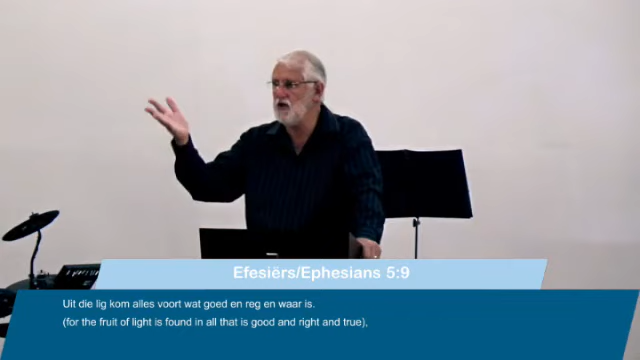 Efesiërs/Ephesians 5:9
Uit die lig kom alles voort wat goed en reg en waar is.
(for the fruit of light is found in all that is good and right and true),